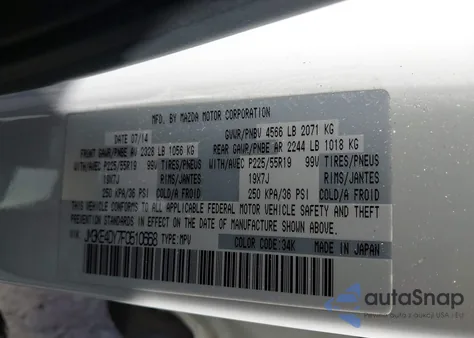 MFD. BY MAZDA MOTOR CORPORATION
DATE 07/14 GVWR/PNBV 4566 LB 2071 KG
FRONT GAWR/PNBE AV 2328 LB 1056 KG REAR GAWR/PNBE AR 2244 LB 1018 KG
WITH/AVEC P225/55R19 99V TIRES/PNEUS WITH/AVEC P225/55R19 99V TIRES/PNEUS
19X7J RIMS/JANTES 19X7J RIMS/JANTES
250 KPA/36 PSI COLD/A FROID 250 KPA/36 PSI COLD/A FROID
THIS VEHICLE CONFORMS TO ALL APPLICABLE FEDERAL MOTOR VEHICLE SAFETY AND THEFT
PREVENTION STANDARDS IN EFFECT ON THE DATE OF MANUFACTURE SHOWN ABOVE.
VIN: JM3KE4DY7F0510668 TYPE: MPV COLOR CODE: 34K MADE IN JAPAN
autoSnap